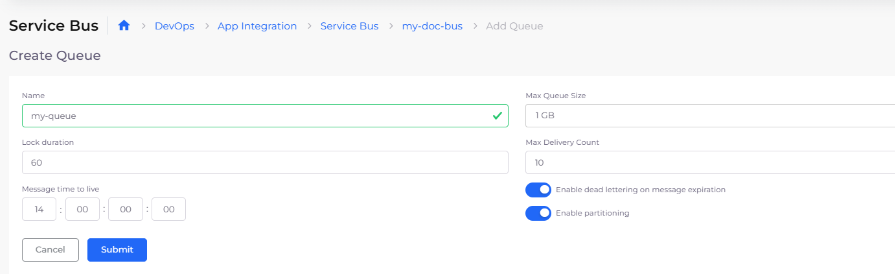 Service Bus DevOps App Integration Service Bus my-doc-bus Add Queue
Create Queue
Name Max Queue Size
my-queue 1 GB
Lock duration Max Delivery Count
60 10
Message time to live Enable dead lettering on message expiration
14 : 00 : 00 : 00 Enable partitioning
Cancel Submit